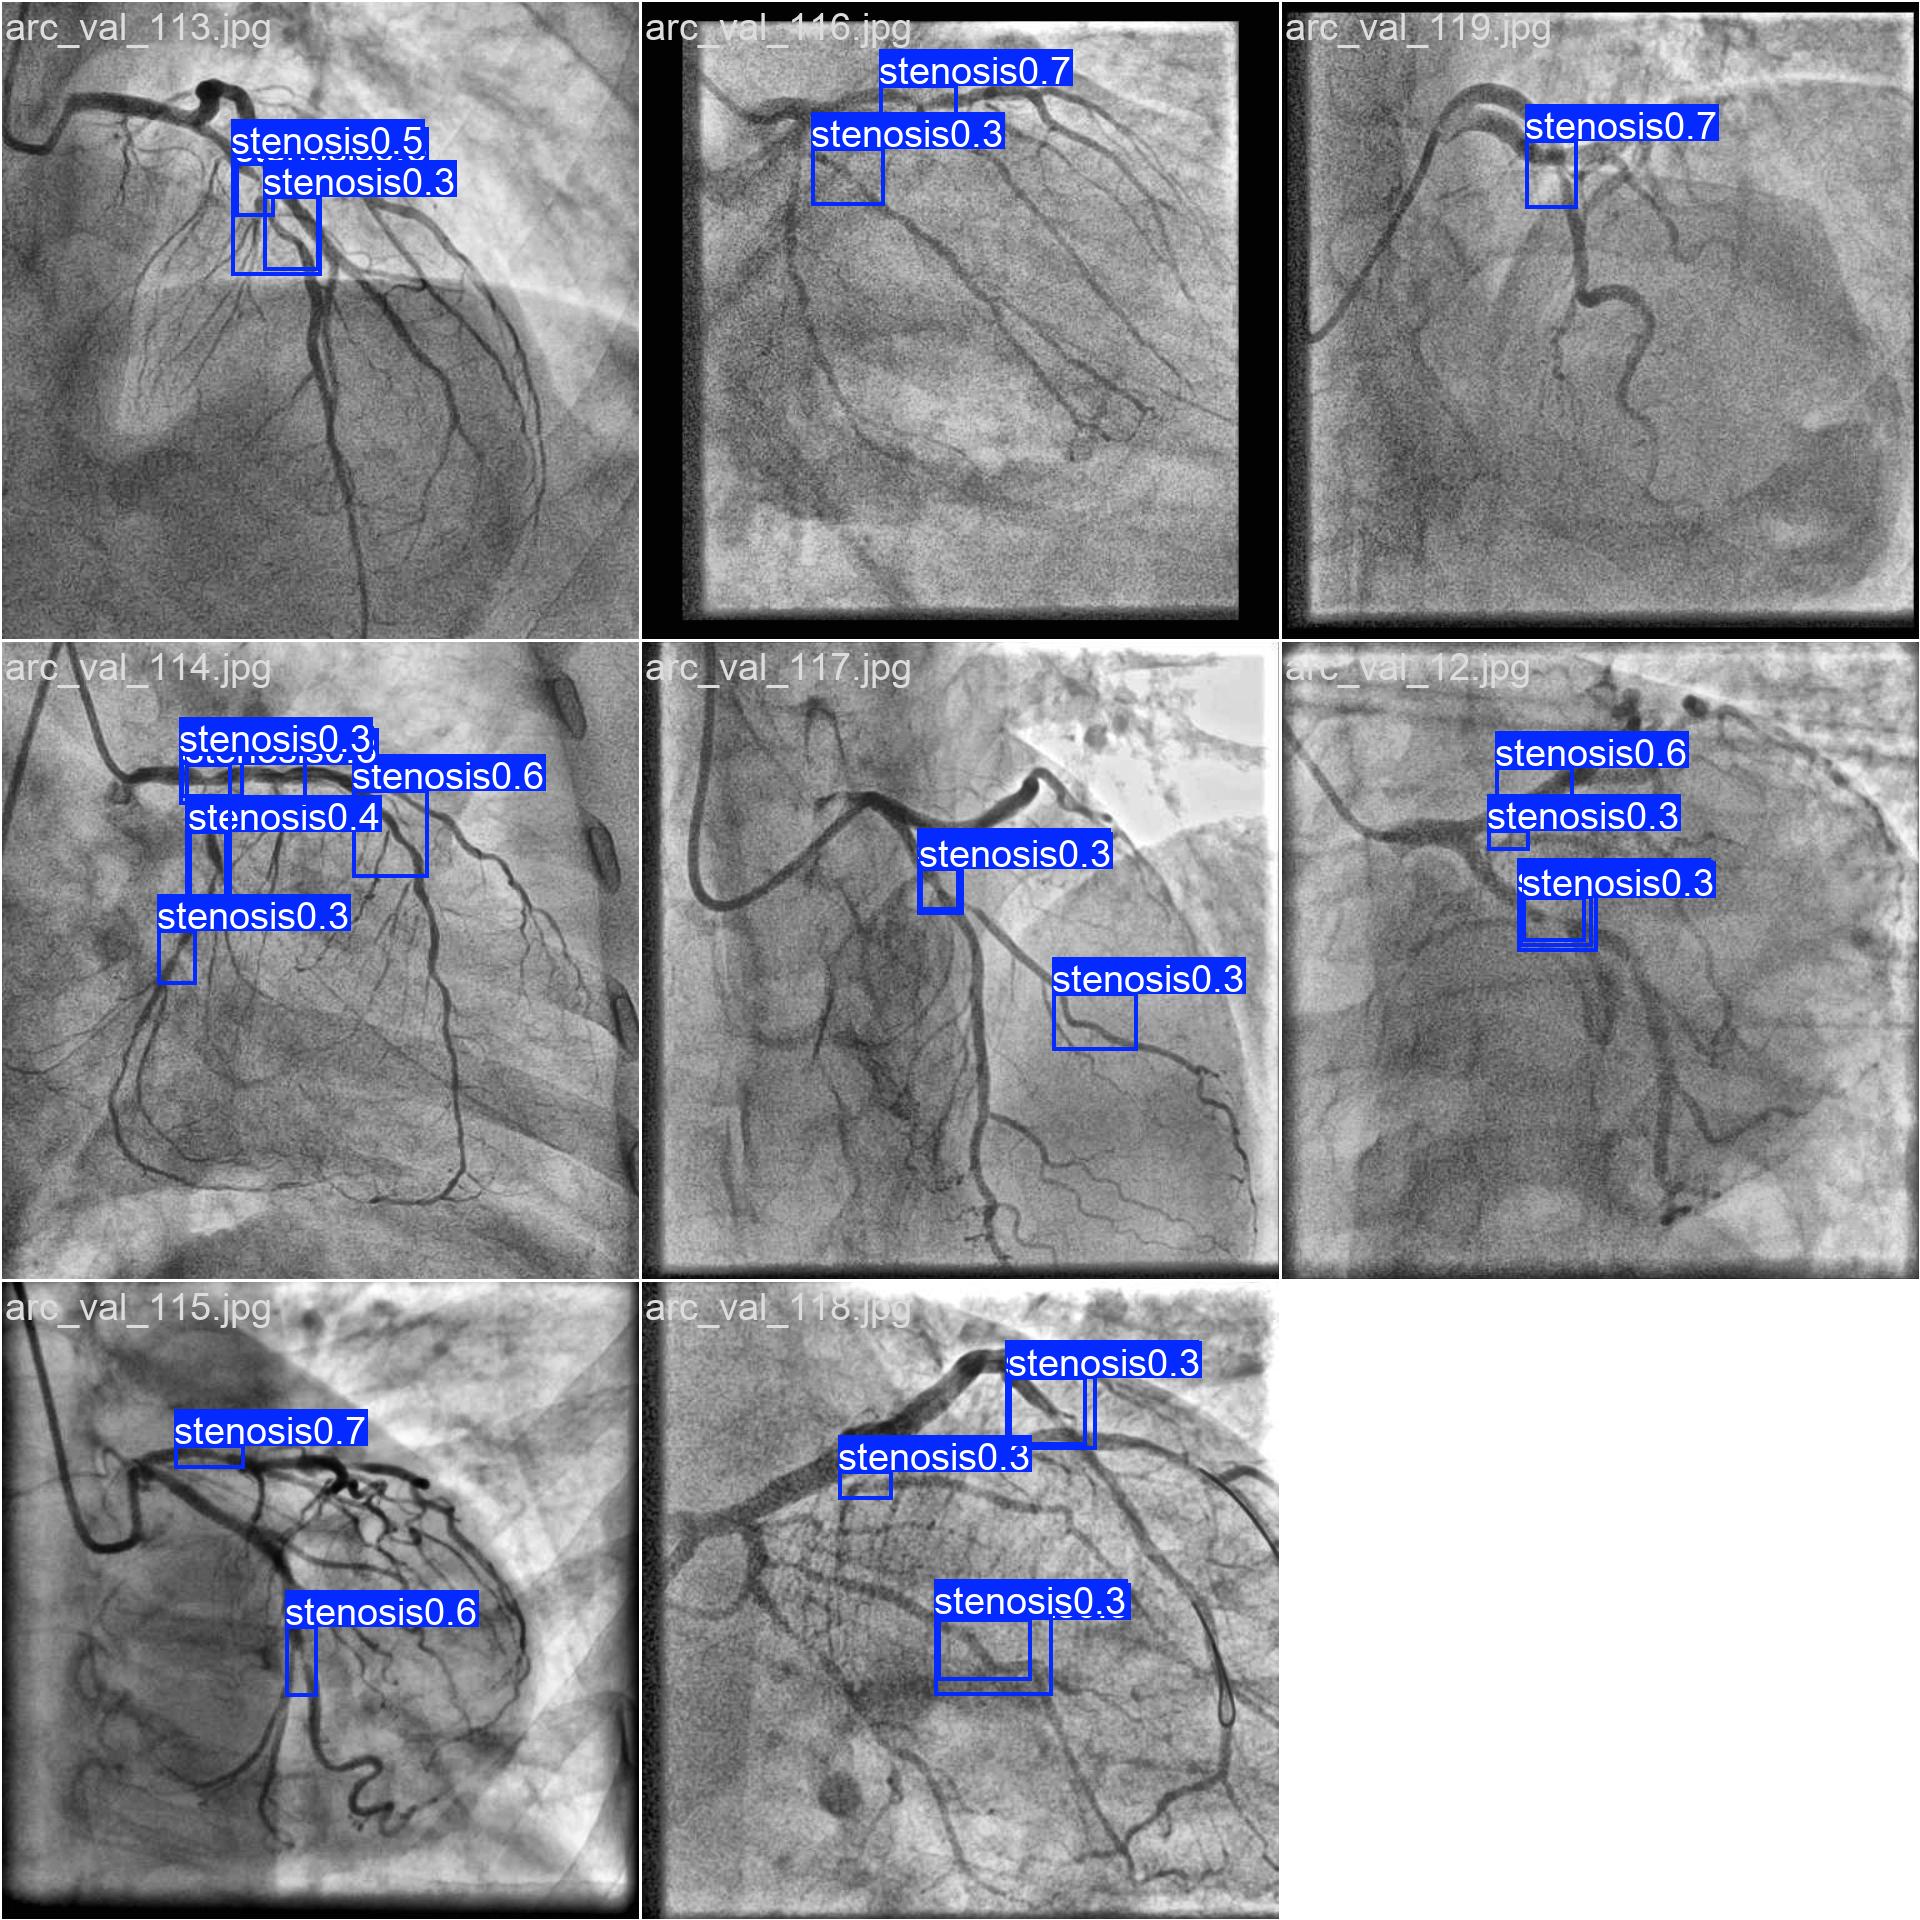 arc_val_113.jpg
stenosis0.5
stenosis0.3
arc_val_116.jpg
stenosis0.7
stenosis0.3
arc_val_119.jpg
stenosis0.7
arc_val_114.jpg
stenosis0.3
stenosis0.6
stenosis0.4
stenosis0.3
arc_val_117.jpg
stenosis0.3
stenosis0.3
arc_val_12.jpg
stenosis0.6
stenosis0.3
stenosis0.3
arc_val_115.jpg
stenosis0.7
stenosis0.6
arc_val_118.jpg
stenosis0.3
stenosis0.3
stenosis0.3